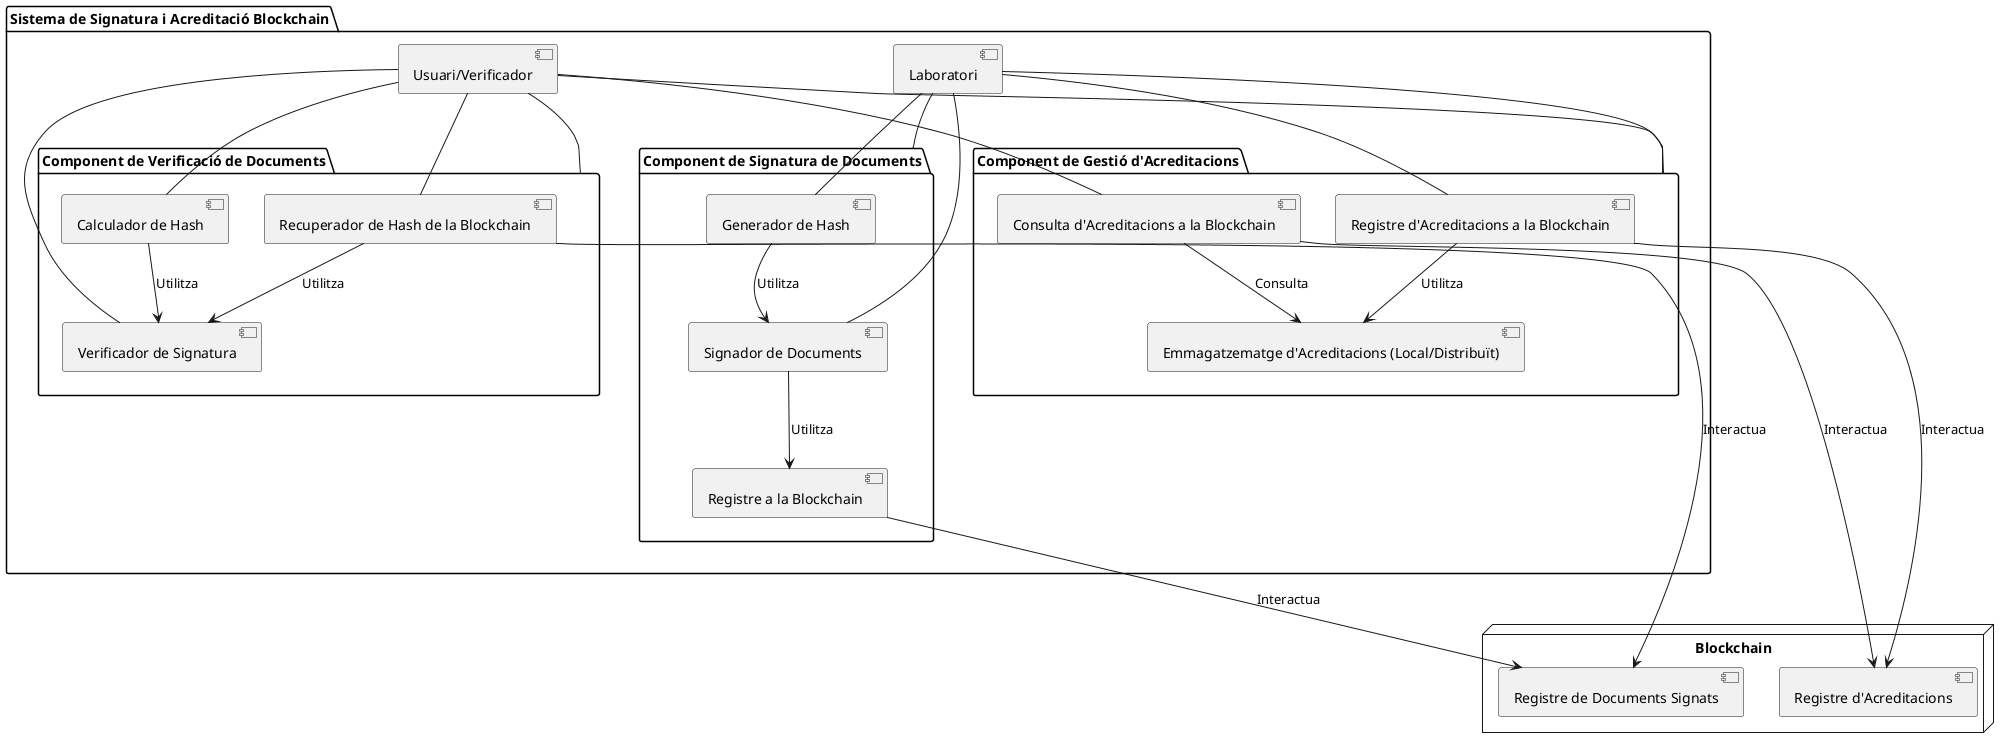 Sistema de Signatura i Acreditació Blockchain
Usuari/Verificador
Laboratori
Component de Verificació de Documents
Component de Signatura de Documents
Component de Gestió d'Acreditacions
Calculador de Hash
Recuperador de Hash de la Blockchain
Generador de Hash
Consulta d'Acreditacions a la Blockchain
Registre d'Acreditacions a la Blockchain
Utilitza
Utilitza
Utilitza
Consulta
Utilitza
Verificador de Signatura
Signador de Documents
Emmagatzematge d'Acreditacions (Local/Distribuït)
Utilitza
Interactua
Interactua
Interactua
Registre a la Blockchain
Interactua
Blockchain
Registre de Documents Signats
Registre d'Acreditacions